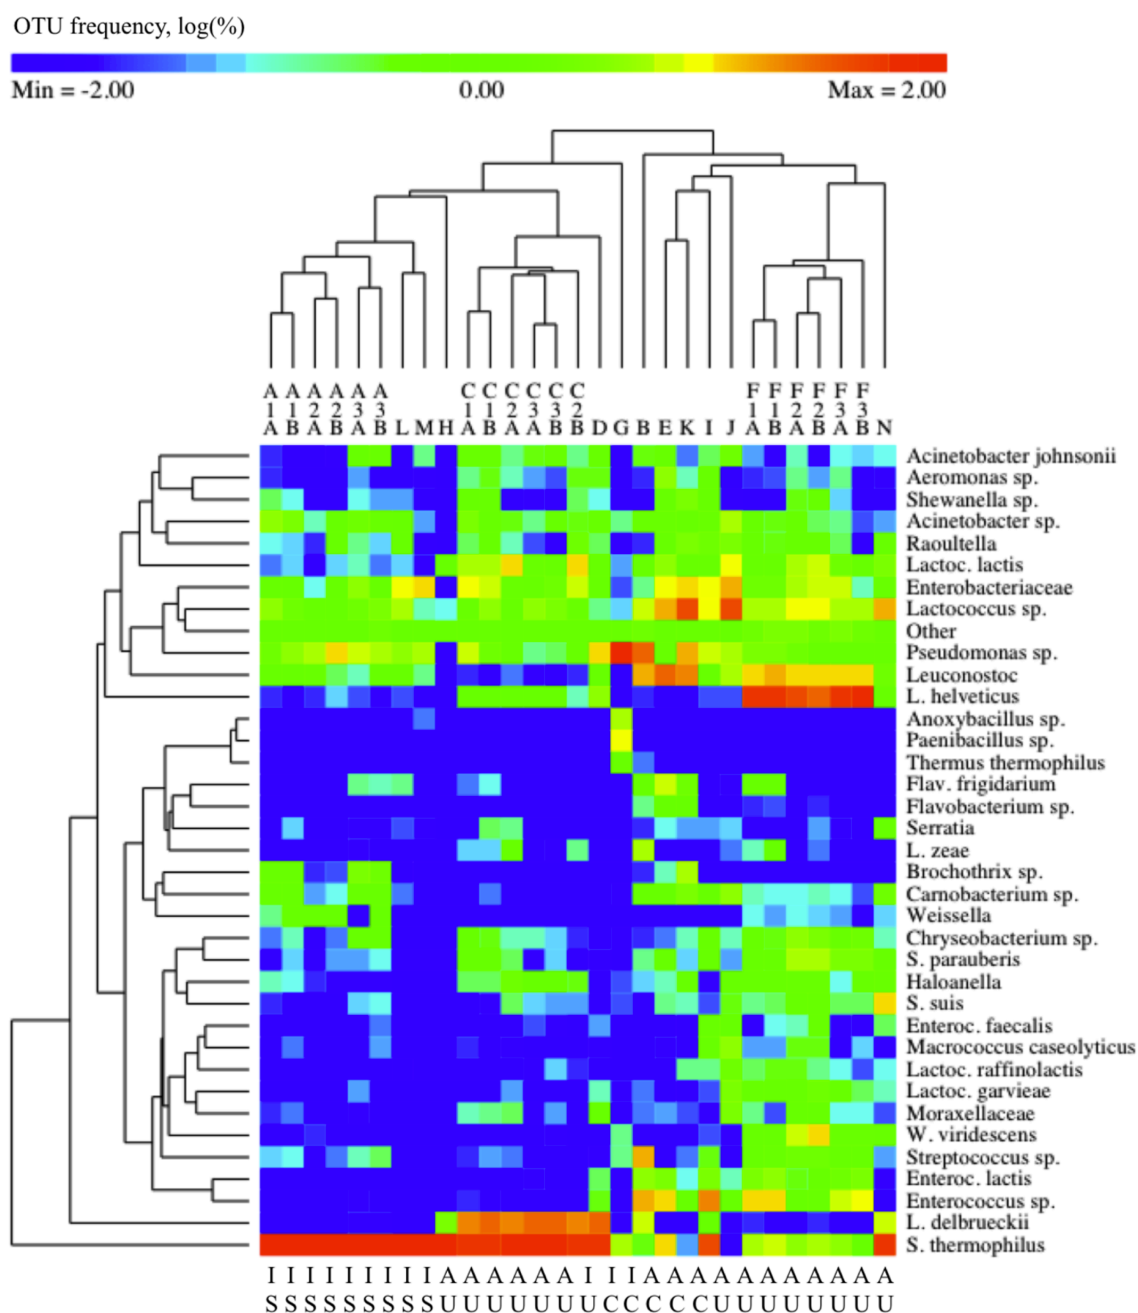 OTU frequency, log(%)
Min = -2.00 0.00 Max = 2.00
A A A A A A C C C C C C F F F F F F
1 1 2 2 3 3 1 1 2 3 3 2 1 1 2 2 3 3
A B A B A B L M H A B A A B B D G B E K I J A B A B A B N
Acinetobacter johnsonii
Aeromonas sp.
Shewanella sp.
Acinetobacter sp.
Raoultella
Lactoc. lactis
Enterobacteriaceae
Lactococcus sp.
Other
Pseudomonas sp.
Leuconostoc
L. helveticus
Anoxybacillus sp.
Paenibacillus sp.
Thermus thermophilus
Flav. frigidarium
Flavobacterium sp.
Serratia
L. zeae
Brochothrix sp.
Carnobacterium sp.
Weissella
Chryseobacterium sp.
S. parauberis
Haloanella
S. suis
Enteroc. faecalis
Macrococcus caseolyticus
Lactoc. raffinolactis
Lactoc. garvieae
Moraxellaceae
W. viridescens
Streptococcus sp.
Enteroc. lactis
Enterococcus sp.
L. delbrueckii
S. thermophilus
I I I I I I I I I A A A A A A A I I I A A A A A A A A A A A
S S S S S S S S S U U U U U U U U C C C C C U U U U U U U U